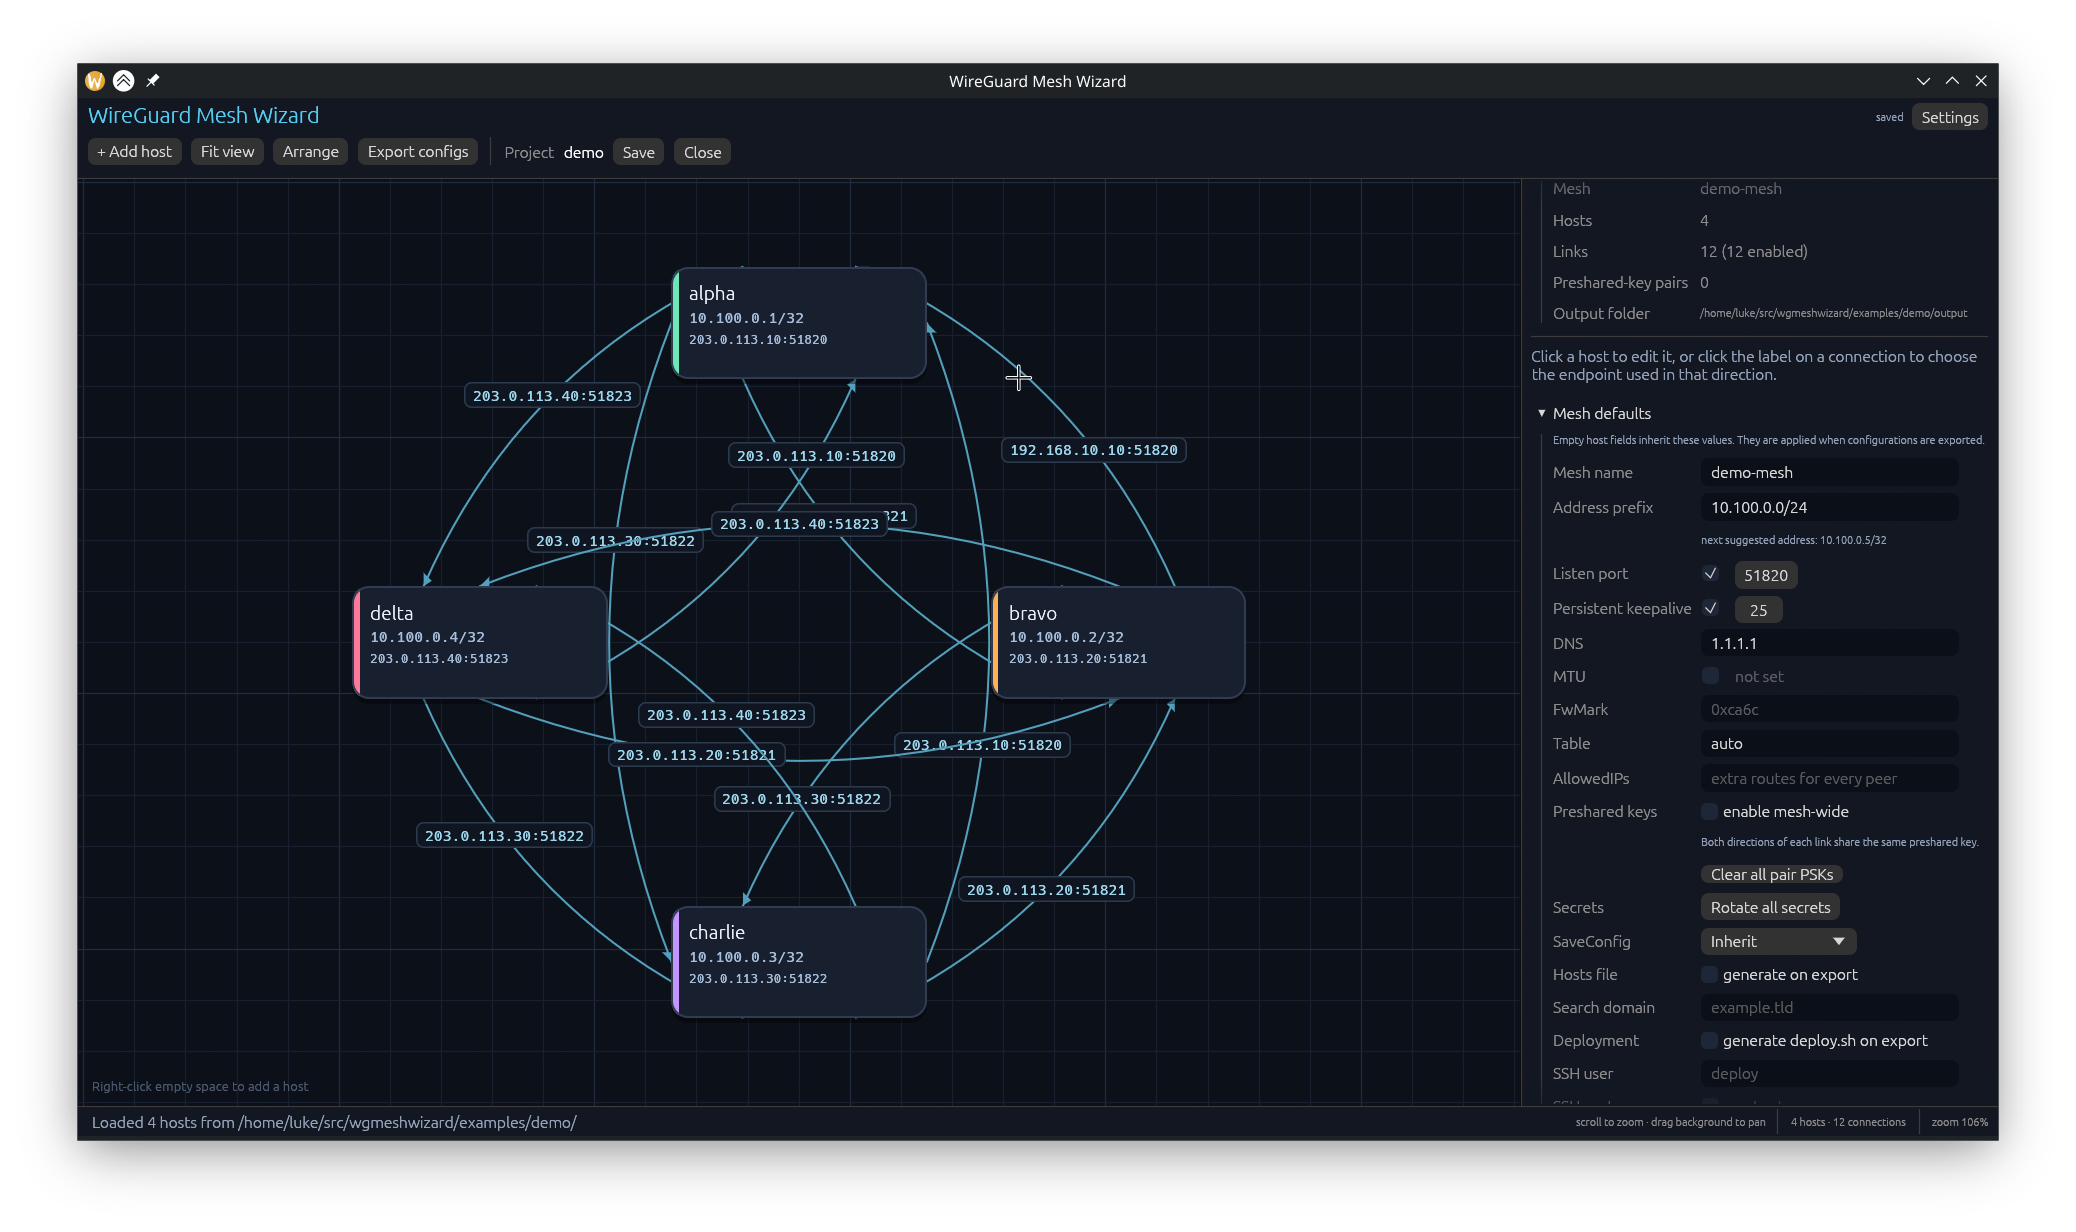 WireGuard Mesh Wizard
WireGuard Mesh Wizard
saved Settings
+ Add host Fit view Arrange Export configs Project demo Save Close
alpha
10.100.0.1/32
203.0.113.10:51820
203.0.113.40:51823
203.0.113.10:51820
192.168.10.10:51820
321
203.0.113.40:51823
203.0.113.30:51822
delta
10.100.0.4/32
203.0.113.40:51823
bravo
10.100.0.2/32
203.0.113.20:51821
203.0.113.40:51823
203.0.113.20:51821
203.0.113.10:51820
203.0.113.30:51822
203.0.113.30:51822
203.0.113.20:51821
charlie
10.100.0.3/32
203.0.113.30:51822
Right-click empty space to add a host
Mesh demo-mesh
Hosts 4
Links 12 (12 enabled)
Preshared-key pairs 0
Output folder /home/luke/src/wgmeshwizard/examples/demo/output
Click a host to edit it, or click the label on a connection to choose
the endpoint used in that direction.
Mesh defaults
Empty host fields inherit these values. They are applied when configurations are exported.
Mesh name demo-mesh
Address prefix 10.100.0.0/24
next suggested address: 10.100.0.5/32
Listen port 51820
Persistent keepalive 25
DNS 1.1.1.1
MTU not set
FwMark 0xca6c
Table auto
AllowedIPs extra routes for every peer
Preshared keys enable mesh-wide
Both directions of each link share the same preshared key.
Clear all pair PSKs
Secrets Rotate all secrets
SaveConfig Inherit
Hosts file generate on export
Search domain example.tld
Deployment generate deploy.sh on export
SSH user deploy
Loaded 4 hosts from /home/luke/src/wgmeshwizard/examples/demo/
scroll to zoom · drag background to pan 4 hosts · 12 connections zoom 106%